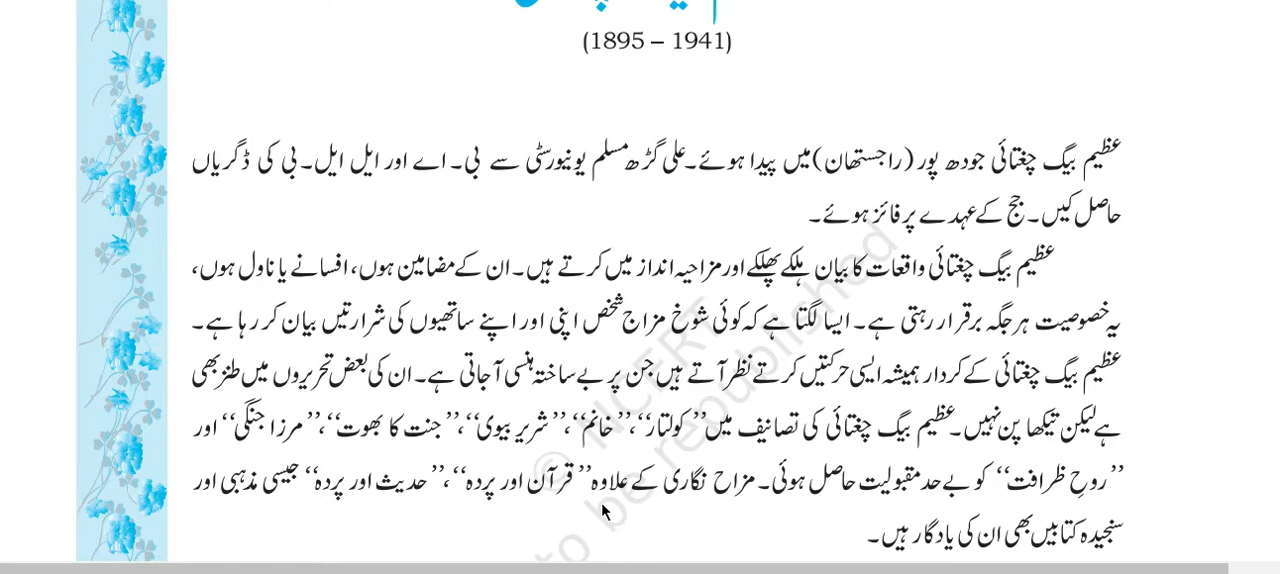 (1895 – 1941)
عظیم بیگ چغتائی جودھ پور (راجستھان) میں پیدا ہوئے۔ علی گڑھ مسلم یونیورسٹی سے بی۔ اے اور ایل ایل۔ بی کی ڈگریاں
حاصل کیں۔ جج کے عہدے پر فائز ہوئے۔
عظیم بیگ چغتائی واقعات کا بیان ہلکے پھلکے اور مزاحیہ انداز میں کرتے ہیں۔ ان کے مضامین ہوں، افسانے یا ناول ہوں،
یہ خصوصیت ہر جگہ برقرار رہتی ہے۔ ایسا لگتا ہے کہ کوئی شوخ مزاج شخص اپنی اور اپنے ساتھیوں کی شرارتیں بیان کر رہا ہے۔
عظیم بیگ چغتائی کے کردار ہمیشہ ایسی حرکتیں کرتے نظر آتے ہیں جن پر بے ساختہ ہنسی آ جاتی ہے۔ ان کی بعض تحریروں میں طنز بھی
ہے لیکن تیکھا پن نہیں۔ عظیم بیگ چغتائی کی تصانیف میں ”کولتار“، ”خانم“، ”شریر بیوی“، ”جنت کا بھوت“، ”مرزا جنگی“ اور
”روحِ ظرافت“ کو بے حد مقبولیت حاصل ہوئی۔ مزاح نگاری کے علاوہ ”قرآن اور پردہ“، ”حدیث اور پردہ“ جیسی مذہبی اور
سنجیدہ کتابیں بھی ان کی یادگار ہیں۔
© NCERT
to be republished